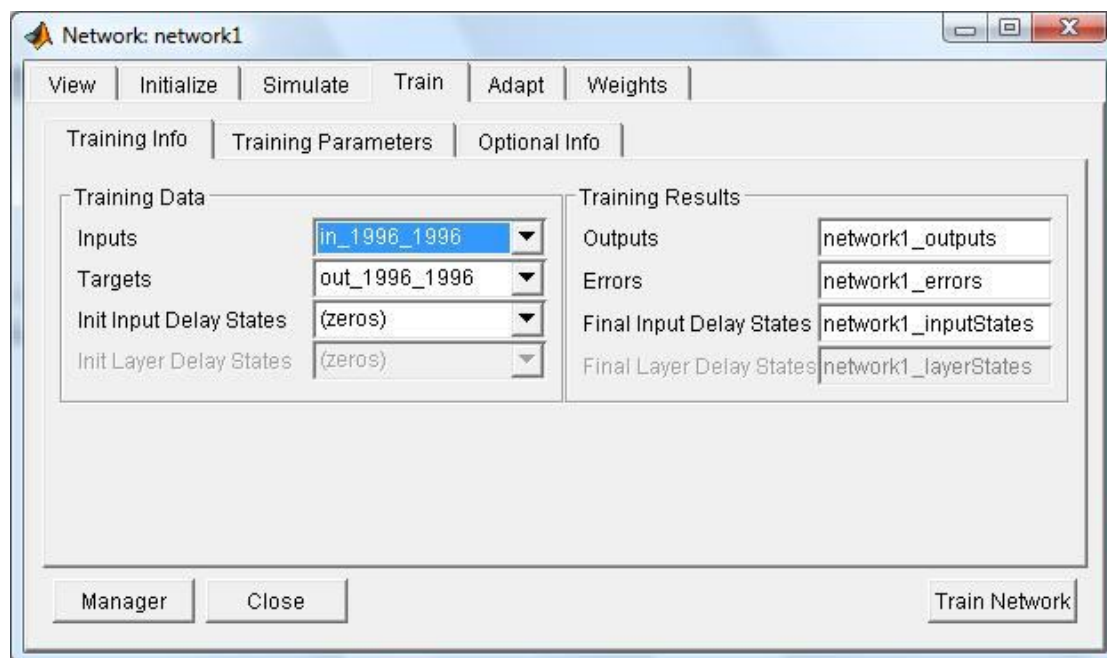 Network: network1
View Initialize Simulate Train Adapt Weights
Training Info Training Parameters Optional Info
Training Data
Inputs in_1996_1996
Targets out_1996_1996
Init Input Delay States (zeros)
Init Layer Delay States (zeros)
Training Results
Outputs network1_outputs
Errors network1_errors
Final Input Delay States network1_inputStates
Final Layer Delay States network1_layerStates
Manager Close Train Network